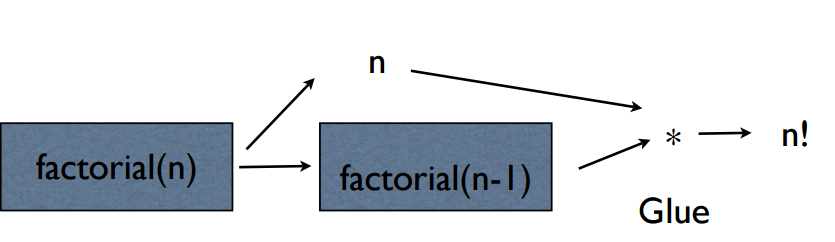 n
factorial(n)
factorial(n-1)
*
n!
Glue